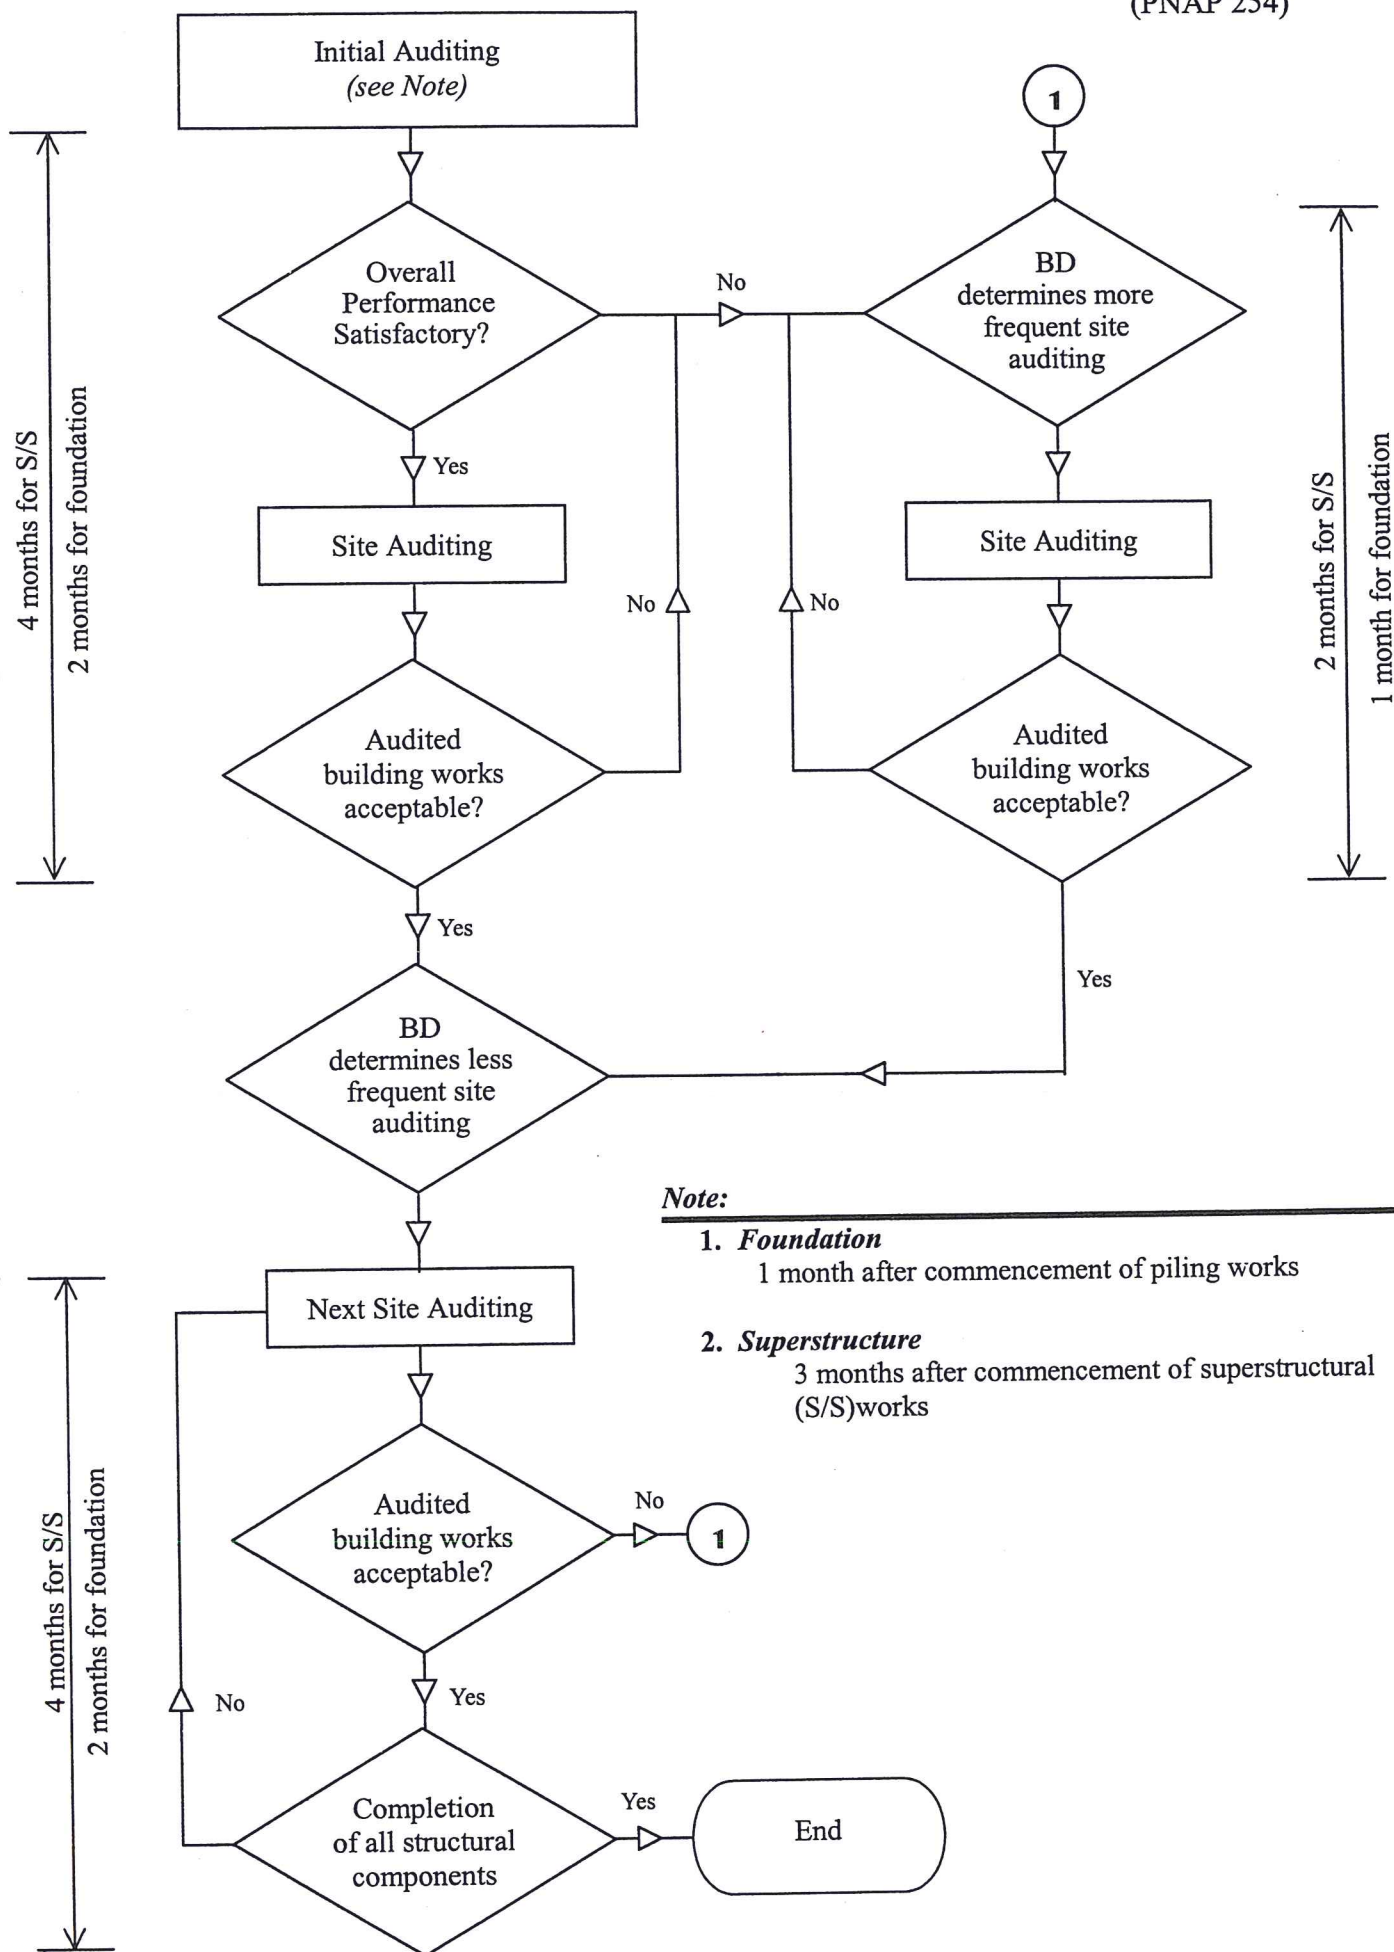 (PNAP 254)
Initial Auditing
(see Note)
1
Overall
Performance
Satisfactory?
No
BD
determines more
frequent site
auditing
4 months for S/S
2 months for foundation
Yes
2 months for S/S
1 month for foundation
Site Auditing
Site Auditing
No
No
Audited
building works
acceptable?
Audited
building works
acceptable?
Yes
Yes
BD
determines less
frequent site
auditing
Note:
1. Foundation
1 month after commencement of piling works
2. Superstructure
3 months after commencement of superstructural
(S/S)works
Next Site Auditing
4 months for S/S
2 months for foundation
Audited
building works
acceptable?
No
1
Yes
No
Completion
of all structural
components
Yes
End